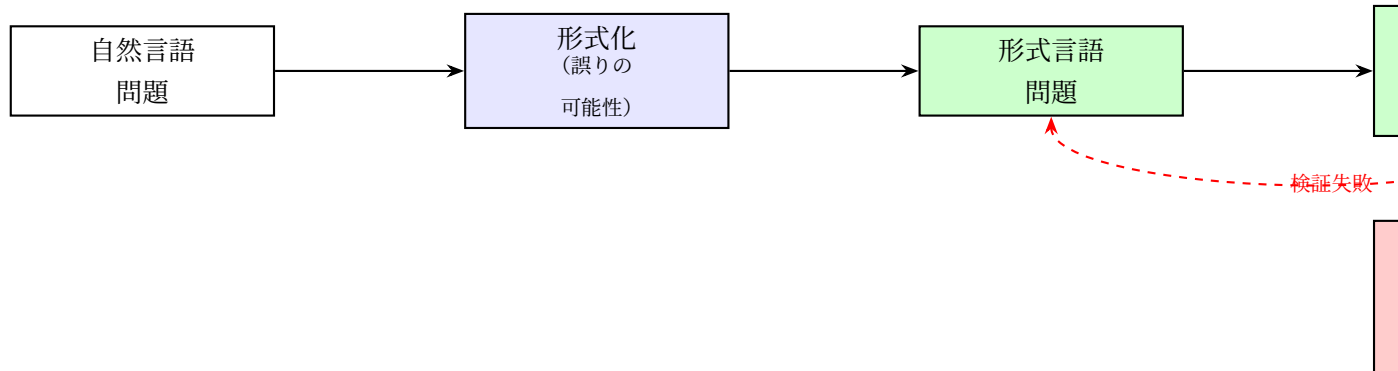 自然言語
問題
形式化
（誤りの
可能性）
形式言語
問題
検証失敗